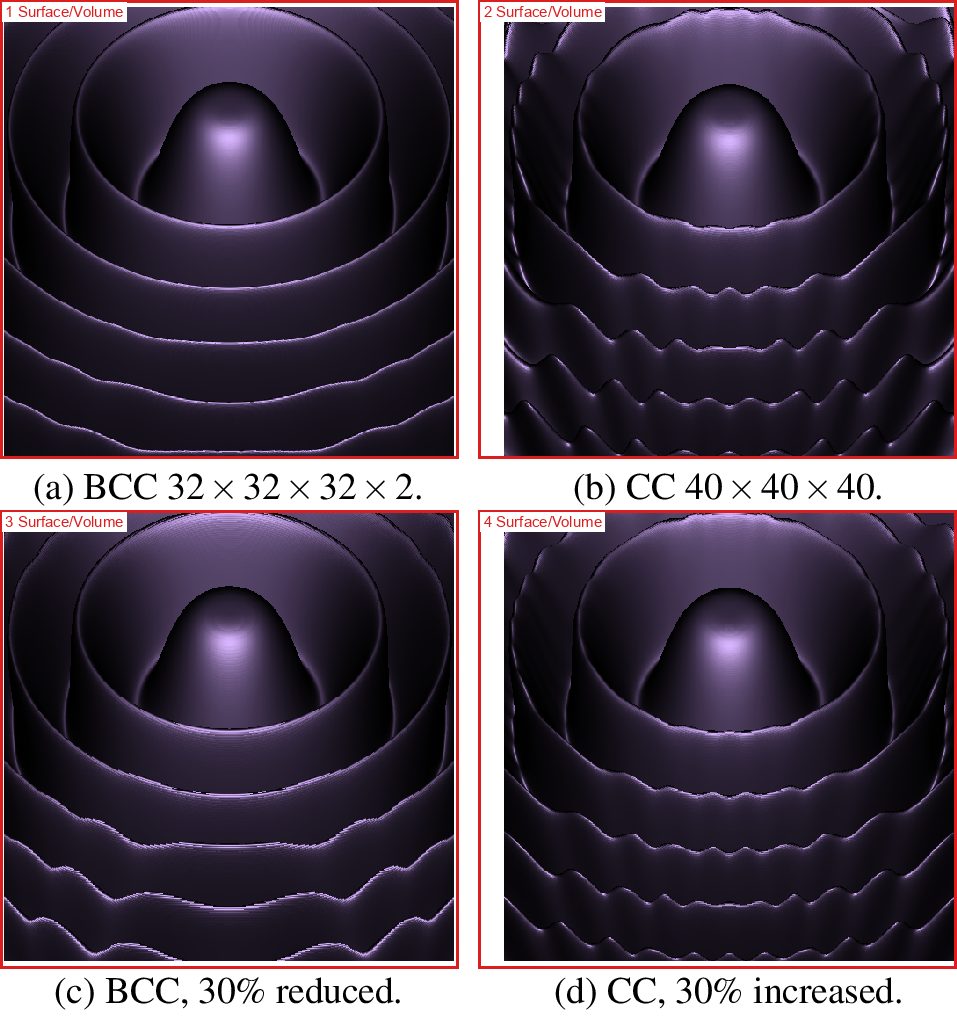 1 Surface/Volume
2 Surface/Volume
(a) BCC 32 × 32 × 32 × 2.
(b) CC 40 × 40 × 40.
3 Surface/Volume
4 Surface/Volume
(c) BCC, 30% reduced.
(d) CC, 30% increased.